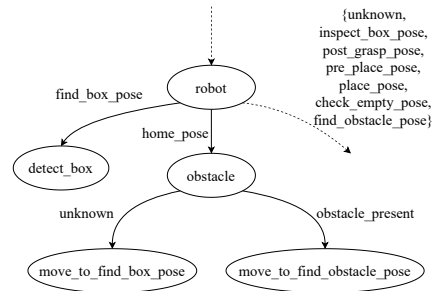 {unknown,
inspect_box_pose,
post_grasp_pose,
pre_place_pose,
place_pose,
check_empty_pose,
find_obstacle_pose}
find_box_pose
robot
home_pose
detect_box
obstacle
unknown
obstacle_present
move_to_find_box_pose
move_to_find_obstacle_pose